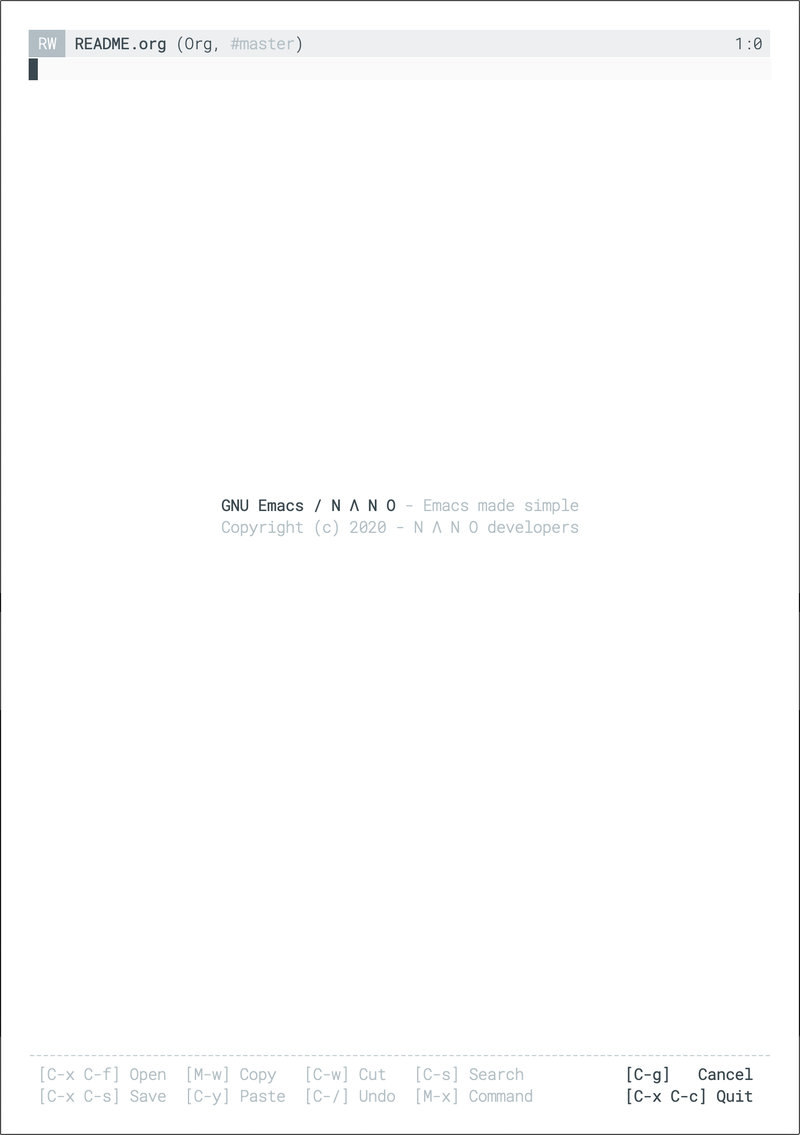 RW README.org (Org, #master) 1:0
GNU Emacs / N Λ N O - Emacs made simple
Copyright (c) 2020 - N Λ N O developers
[C-x C-f] Open [M-w] Copy [C-w] Cut [C-s] Search [C-g] Cancel
[C-x C-s] Save [C-y] Paste [C-/] Undo [M-x] Command [C-x C-c] Quit